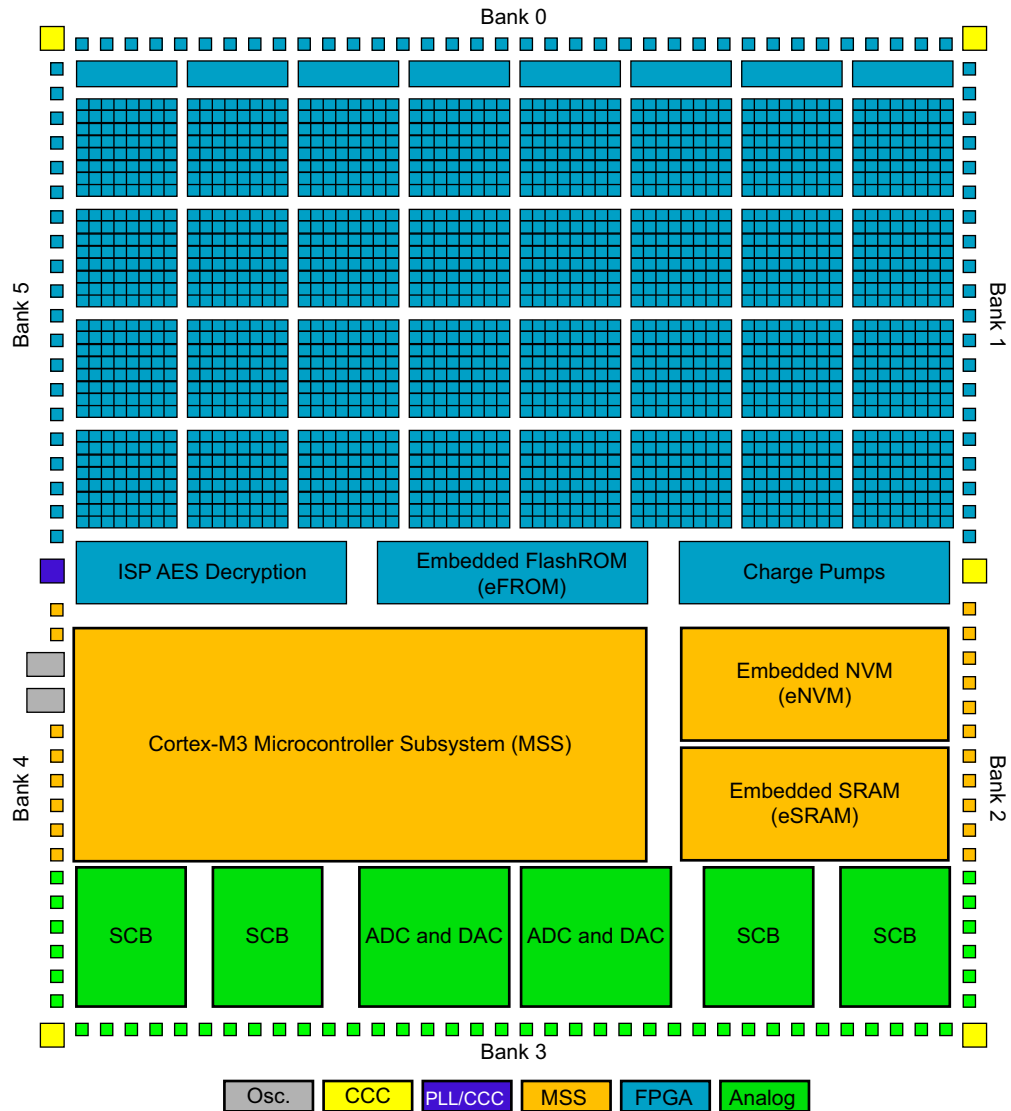 Bank 0
Bank 5
Bank 1
ISP AES Decryption
Embedded FlashROM
(eFROM)
Charge Pumps
Cortex-M3 Microcontroller Subsystem (MSS)
Embedded NVM
(eNVM)
Embedded SRAM
(eSRAM)
Bank 4
Bank 2
SCB
SCB
ADC and DAC
ADC and DAC
SCB
SCB
Bank 3
Osc.
CCC
PLL/CCC
MSS
FPGA
Analog